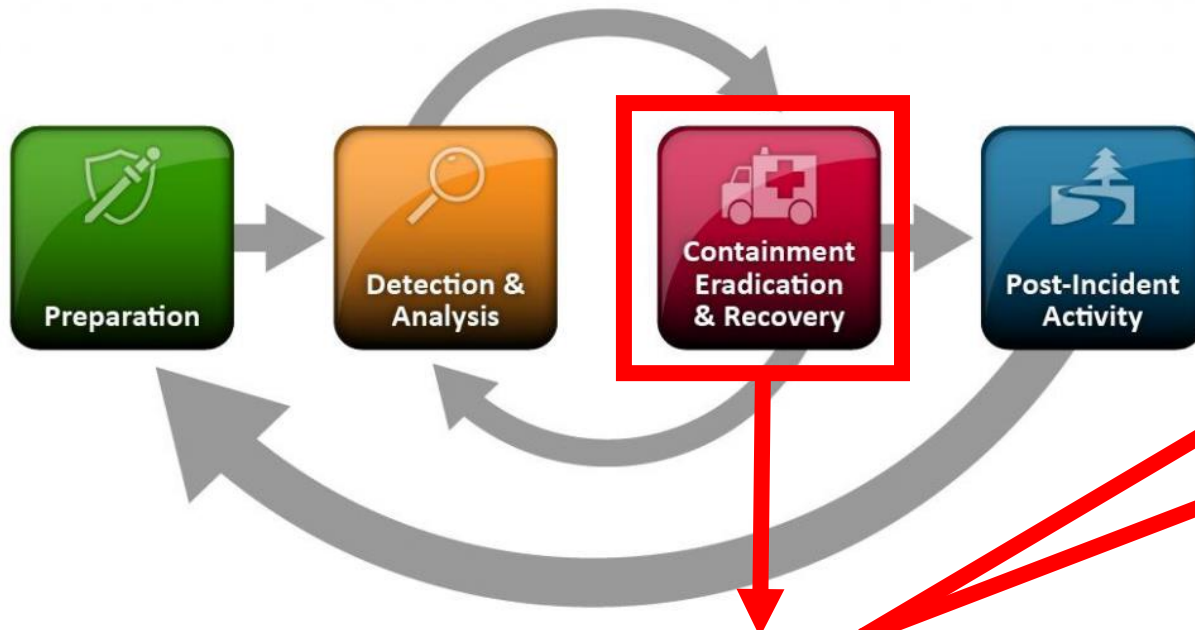 Preparation
Detection &
Analysis
Containment
Eradication
& Recovery
Post-Incident
Activity